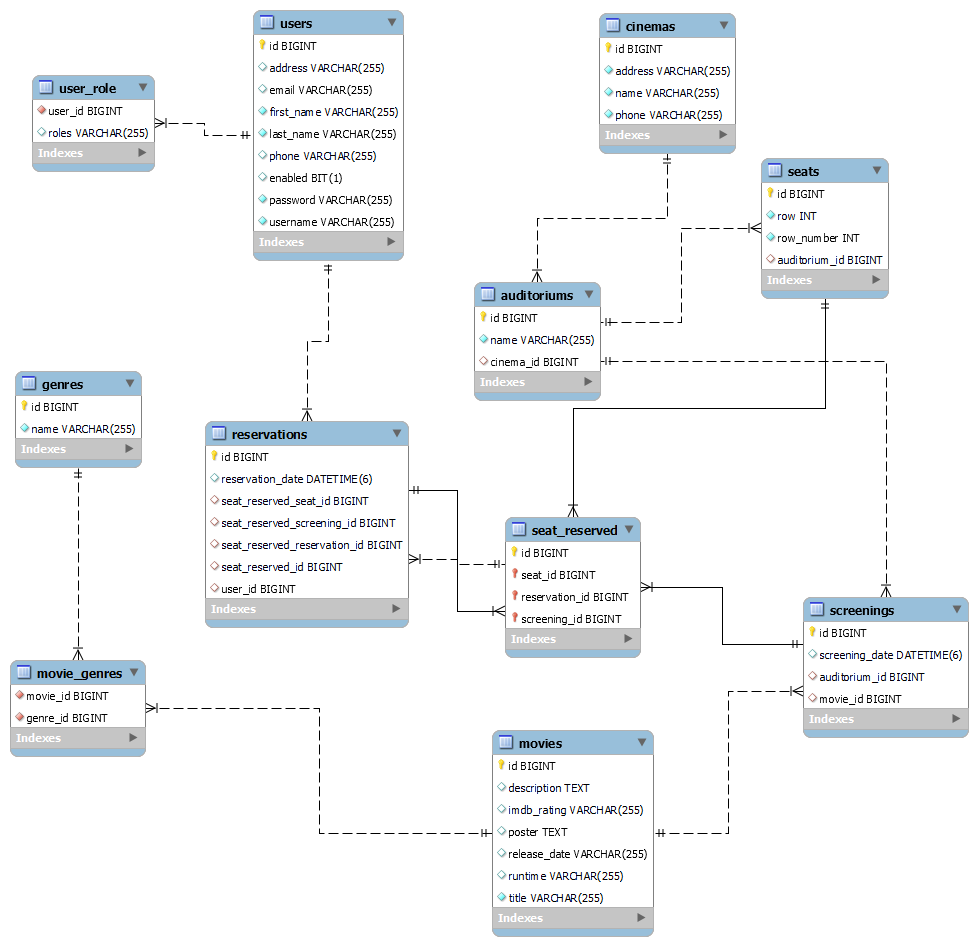 users
id BIGINT
address VARCHAR(255)
email VARCHAR(255)
first_name VARCHAR(255)
last_name VARCHAR(255)
phone VARCHAR(255)
enabled BIT(1)
password VARCHAR(255)
username VARCHAR(255)
Indexes
cinemas
id BIGINT
address VARCHAR(255)
name VARCHAR(255)
phone VARCHAR(255)
Indexes
user_role
user_id BIGINT
roles VARCHAR(255)
Indexes
seats
id BIGINT
row INT
row_number INT
auditorium_id BIGINT
Indexes
auditoriums
id BIGINT
name VARCHAR(255)
cinema_id BIGINT
Indexes
genres
id BIGINT
name VARCHAR(255)
Indexes
reservations
id BIGINT
reservation_date DATETIME(6)
seat_reserved_seat_id BIGINT
seat_reserved_screening_id BIGINT
seat_reserved_reservation_id BIGINT
seat_reserved_id BIGINT
user_id BIGINT
Indexes
seat_reserved
id BIGINT
seat_id BIGINT
reservation_id BIGINT
screening_id BIGINT
Indexes
screenings
id BIGINT
screening_date DATETIME(6)
auditorium_id BIGINT
movie_id BIGINT
Indexes
movie_genres
movie_id BIGINT
genre_id BIGINT
Indexes
movies
id BIGINT
description TEXT
imdb_rating VARCHAR(255)
poster TEXT
release_date VARCHAR(255)
runtime VARCHAR(255)
title VARCHAR(255)
Indexes